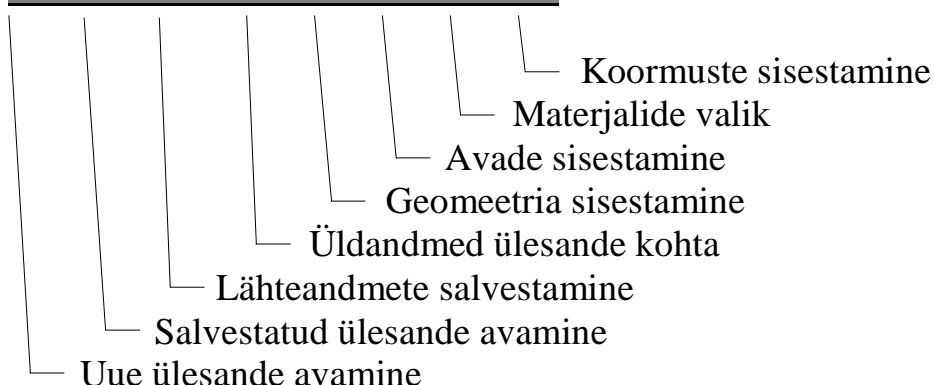 Koormuste sisestamine
Materjalide valik
Avade sisestamine
Geomeetria sisestamine
Üldandmed ülesande kohta
Lähteandmete salvestamine
Salvestatud ülesande avamine
Uue ülesande avamine